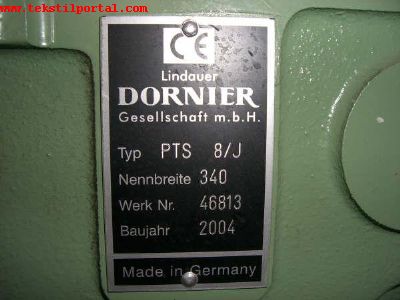 www.tekstilportal.com
CE
Lindauer
DORNIER
Gesellschaft m.b.H.
Typ PTS 8/J
Nennbreite 340
Werk Nr. 46813
Baujahr 2004
Made in Germany